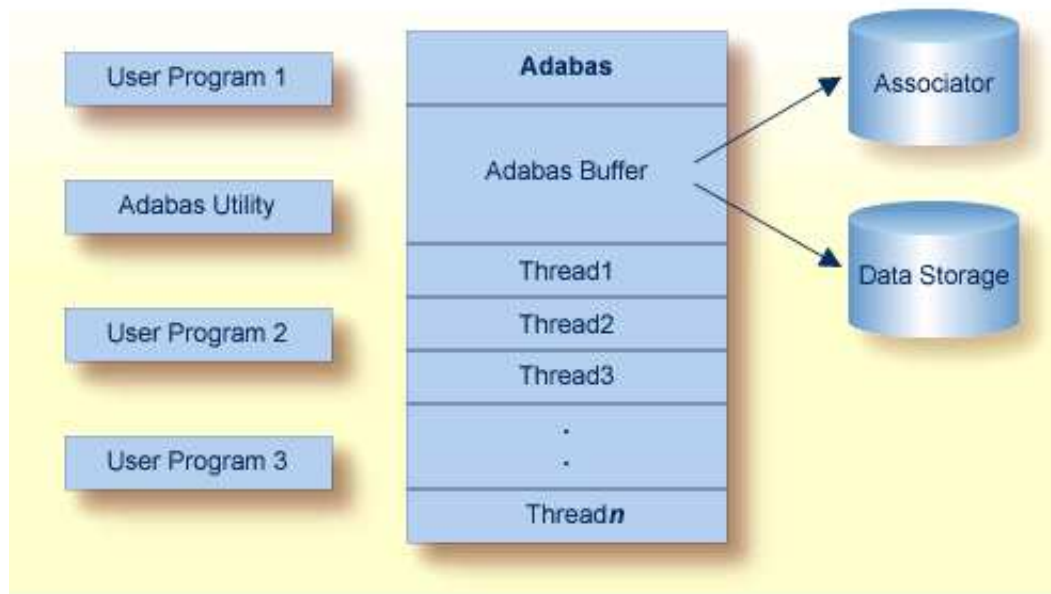 User Program 1
Adabas Utility
User Program 2
User Program 3
Adabas
Adabas Buffer
Thread1
Thread2
Thread3
.
.
Threadn
Associator
Data Storage